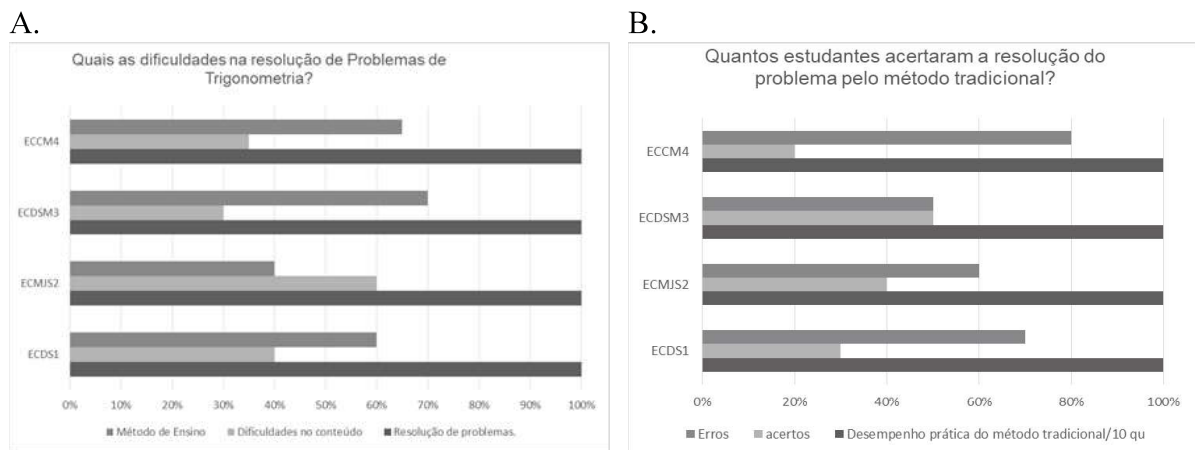 A.
Quais as dificuldades na resolução de Problemas de
Trigonometria?
ECCM4
ECDSM3
ECMJS2
ECDS1
0% 10% 20% 30% 40% 50% 60% 70% 80% 90% 100%
Método de Ensino Dificuldades no conteúdo Resolução de problemas.
B.
Quantos estudantes acertaram a resolução do
problema pelo método tradicional?
ECCM4
ECDSM3
ECMJS2
ECDS1
0% 20% 40% 60% 80% 100%
Erros acertos Desempenho prática do método tradicional/10 qu